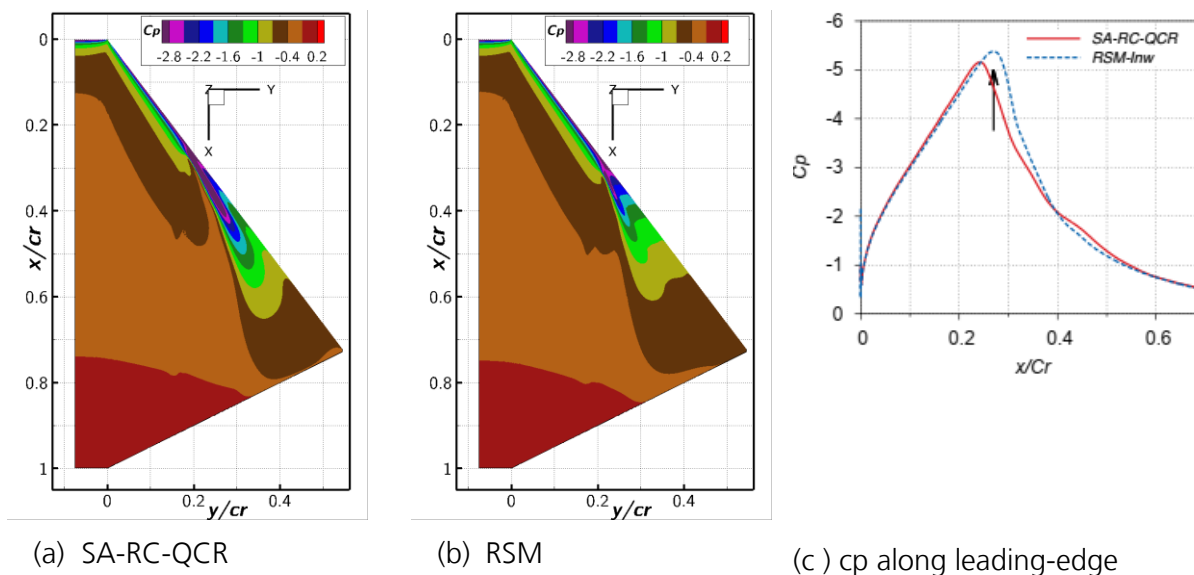 Cp
-2.8 -2.2 -1.6 -1 -0.4 0.2
0
0.2
0.4
0.6
0.8
1
x/cr
Z Y
X
0 0.2 0.4
y/cr
(a) SA-RC-QCR
Cp
-2.8 -2.2 -1.6 -1 -0.4 0.2
0
0.2
0.4
0.6
0.8
1
x/cr
Z Y
X
0 0.2 0.4
y/cr
(b) RSM
-6
-5
-4
-3
-2
-1
0
Cp
SA-RC-QCR
RSM-lnw
0 0.2 0.4 0.6
x/Cr
(c ) cp along leading-edge